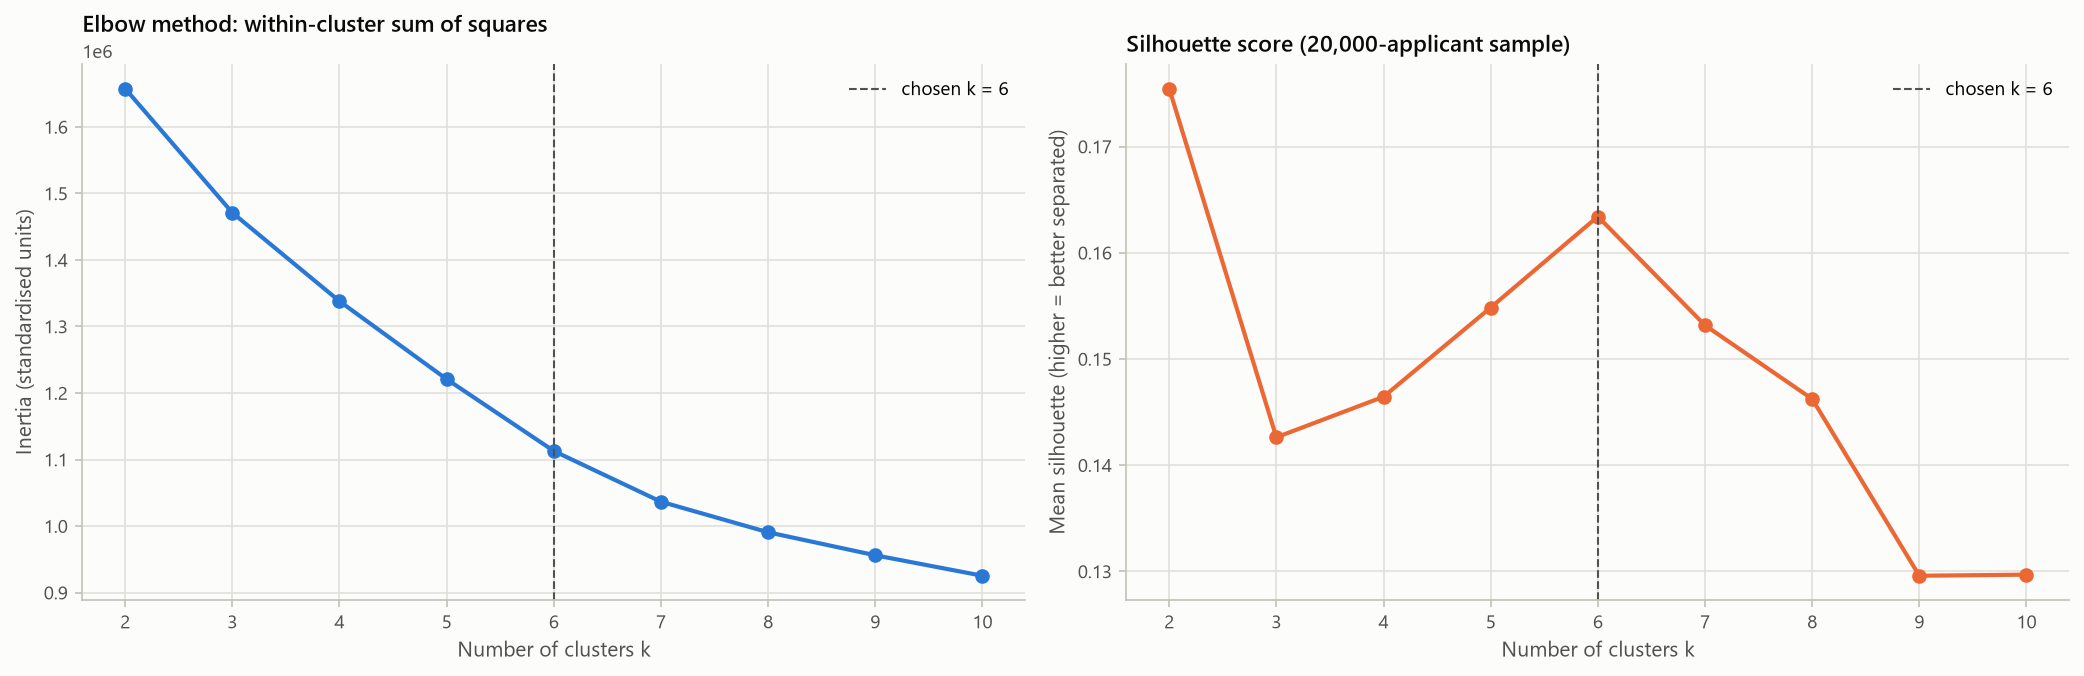 Elbow method: within-cluster sum of squares
1e6
chosen k = 6
Inertia (standardised units)
1.6
1.5
1.4
1.3
1.2
1.1
1.0
0.9
2 3 4 5 6 7 8 9 10
Number of clusters k
Silhouette score (20,000-applicant sample)
chosen k = 6
Mean silhouette (higher = better separated)
0.17
0.16
0.15
0.14
0.13
2 3 4 5 6 7 8 9 10
Number of clusters k